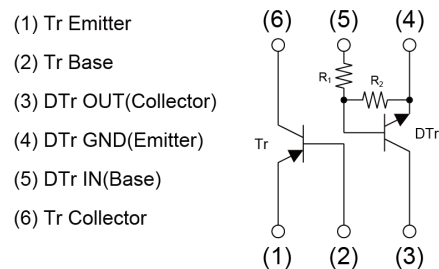 (1) Tr Emitter
(2) Tr Base
(3) DTr OUT(Collector)
(4) DTr GND(Emitter)
(5) DTr IN(Base)
(6) Tr Collector
(6) (5) (4)
R₁ R₂
Tr DTr
(1) (2) (3)